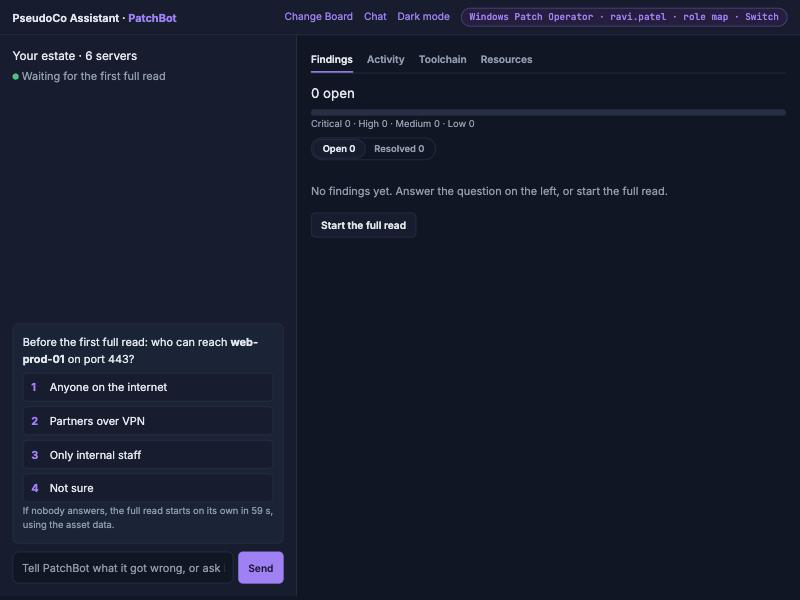 PseudoCo Assistant · PatchBot
Change Board
Chat
Dark mode
Windows Patch Operator · ravi.patel · role map · Switch
Your estate · 6 servers
Waiting for the first full read
Before the first full read: who can reach web-
prod-01 on port 443?
1 Anyone on the internet
2 Partners over VPN
3 Only internal staff
4 Not sure
If nobody answers, the full read starts on its own in 59 s,
using the asset data.
Tell PatchBot what it got wrong, or ask
Send
Findings
Activity
Toolchain
Resources
0 open
Critical 0 · High 0 · Medium 0 · Low 0
Open 0
Resolved 0
No findings yet. Answer the question on the left, or start the full read.
Start the full read